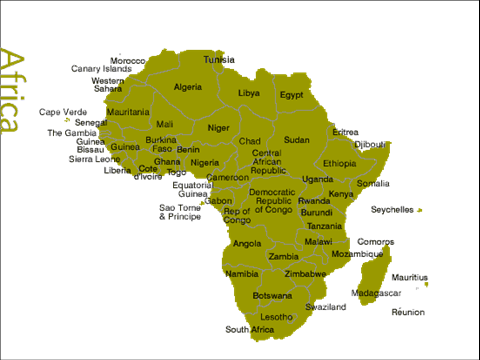 Africa
Morocco
Tunisia
Canary Islands
Western
Sahara
Algeria
Libya
Egypt
Cape Verde
Mauritania
Senegal
Mali
Niger
The Gambia
Chad
Sudan
Eritrea
Djibouti
Guinea
Bissau
Guinea
Burkina
Faso
Benin
Sierra Leone
Ghana
Nigeria
Central
African
Republic
Ethiopia
Liberia
Cote
d'Ivoire
Togo
Cameroon
Uganda
Somalia
Equatorial
Guinea
Kenya
Democratic
Republic
of Congo
Gabon
Rwanda
Sao Tome
& Principe
Rep of
Congo
Burundi
Seychelles
Tanzania
Angola
Malawi
Comoros
Zambia
Mozambique
Namibia
Zimbabwe
Mauritius
Botswana
Madagascar
Swaziland
Reunion
Lesotho
South Africa